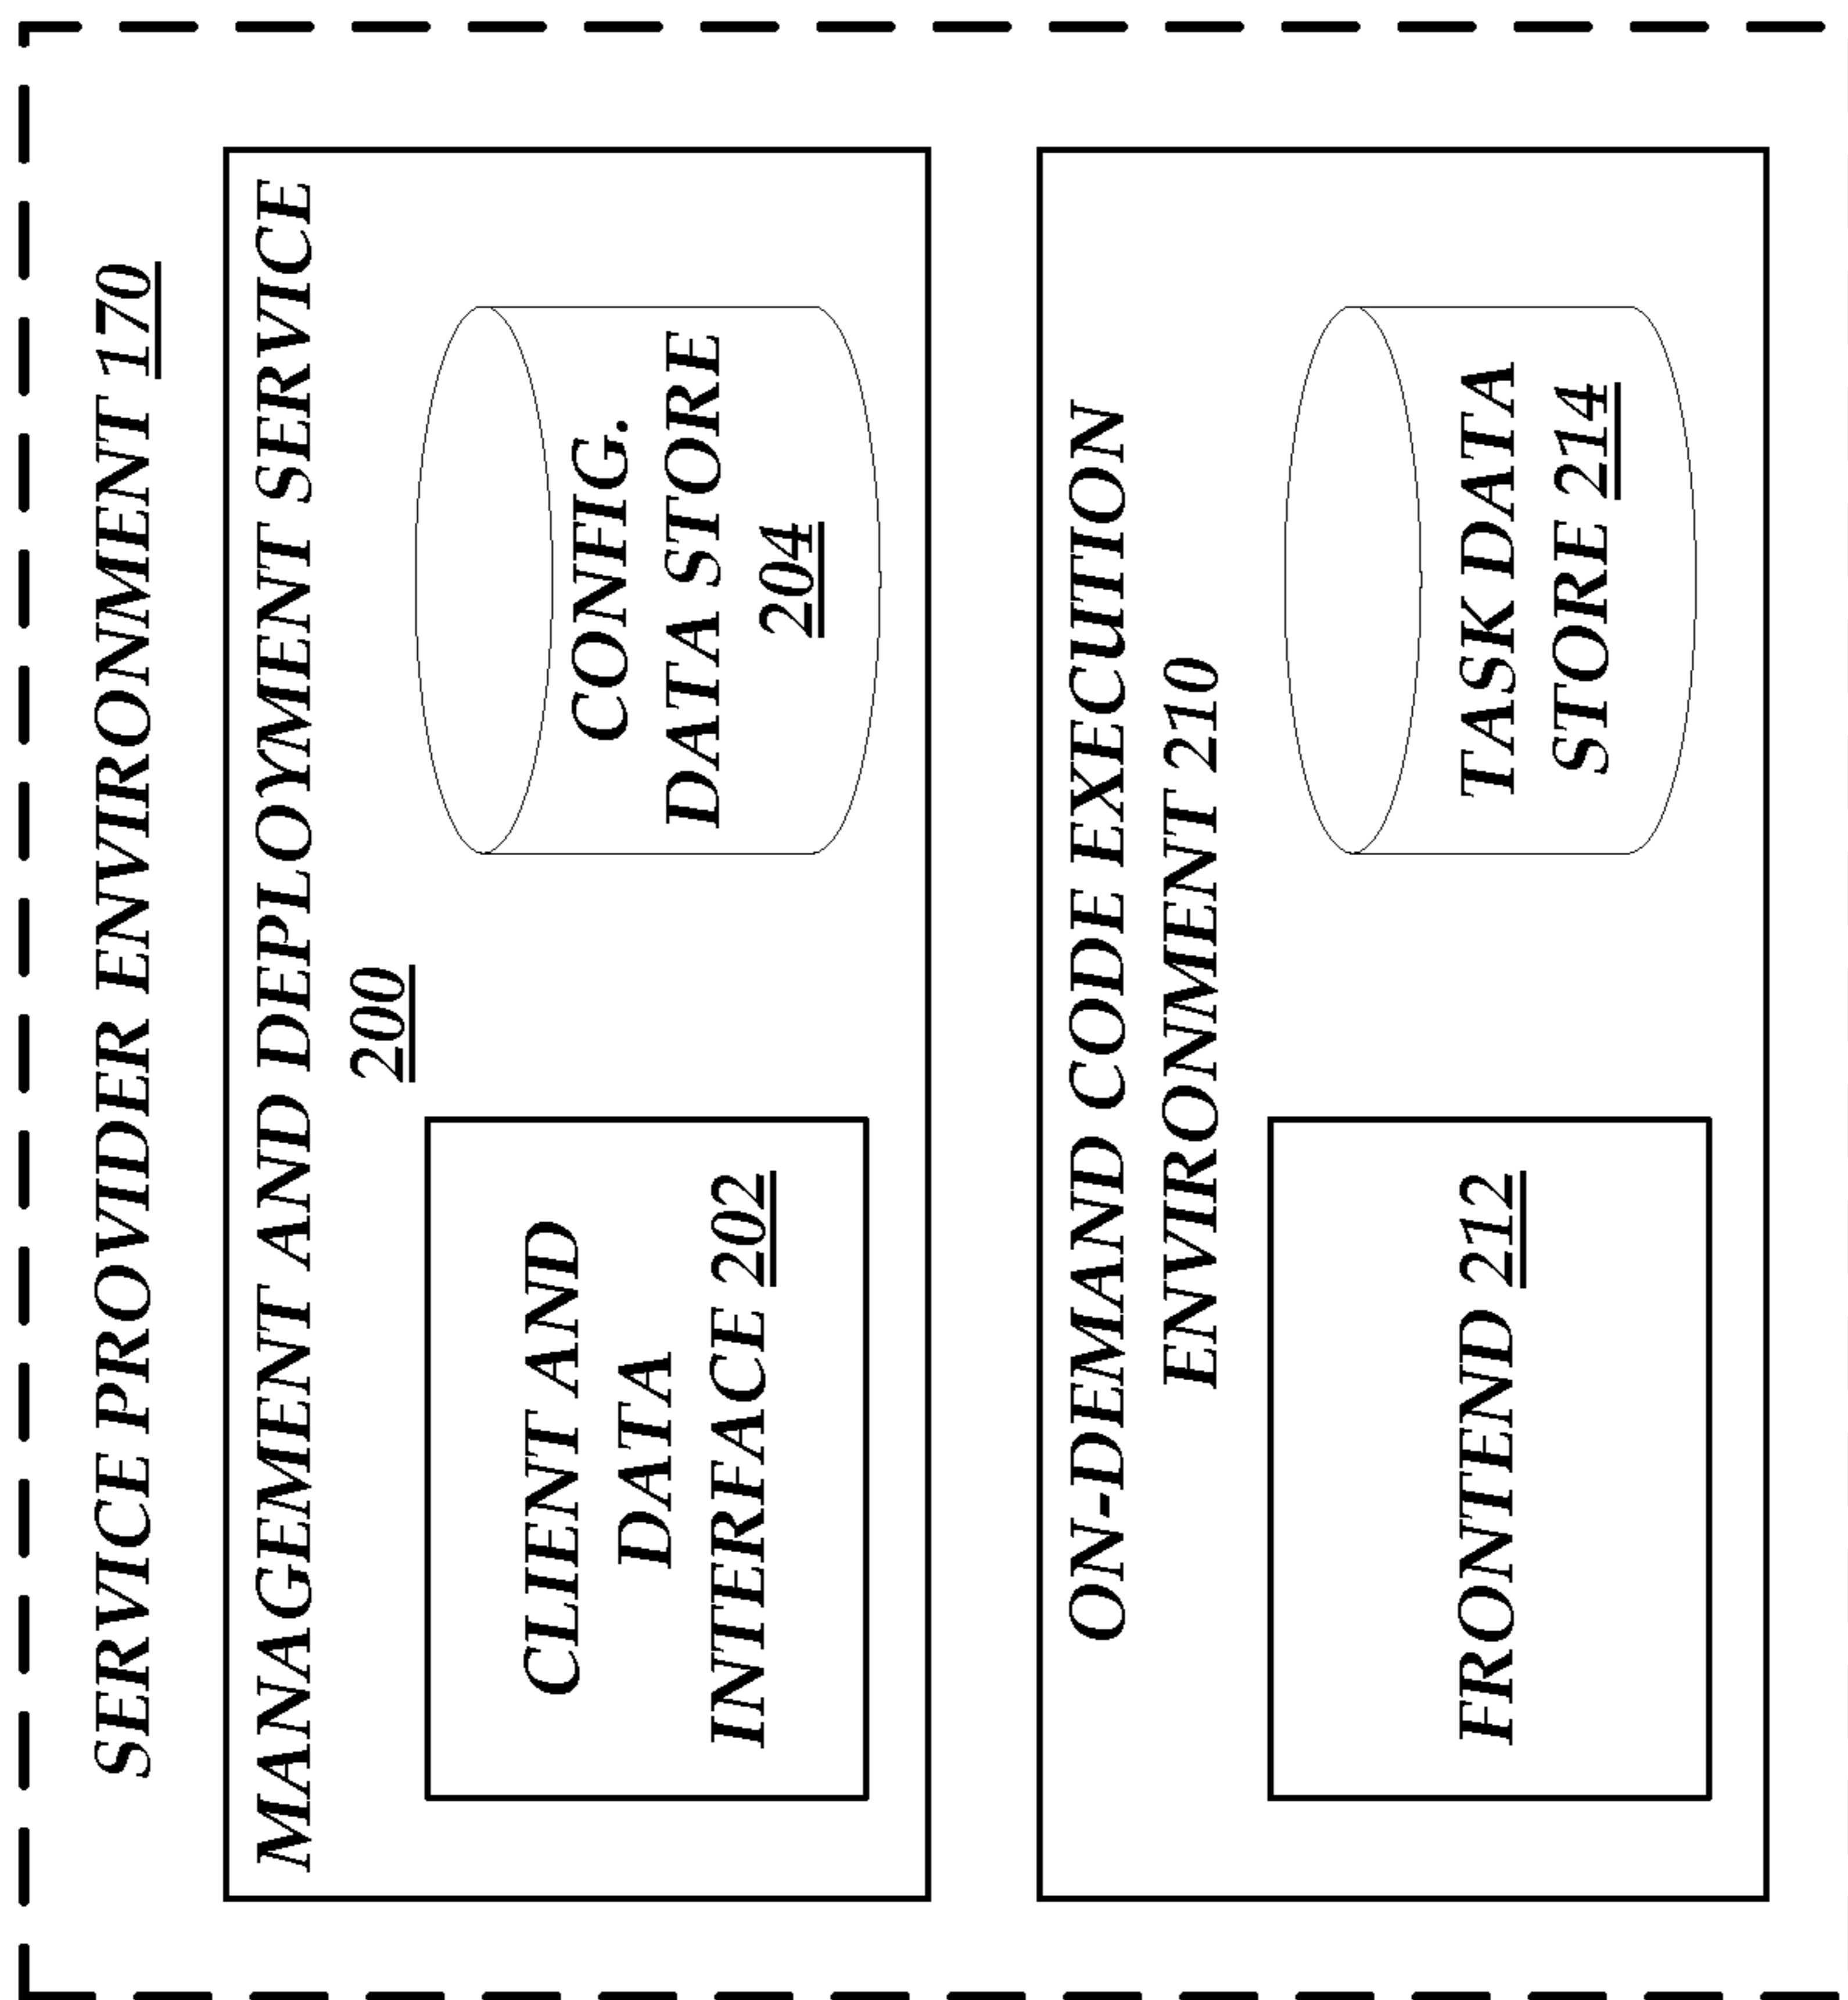 SERVICE PROVIDER ENVIRONMENT 170
MANAGEMENT AND DEPLOYMENT SERVICE
200
CLIENT AND
DATA
INTERFACE 202
CONFIG.
DATA STORE
204
ON-DEMAND CODE EXECUTION
ENVIRONMENT 210
FRONTEND 212
TASK DATA
STORE 214